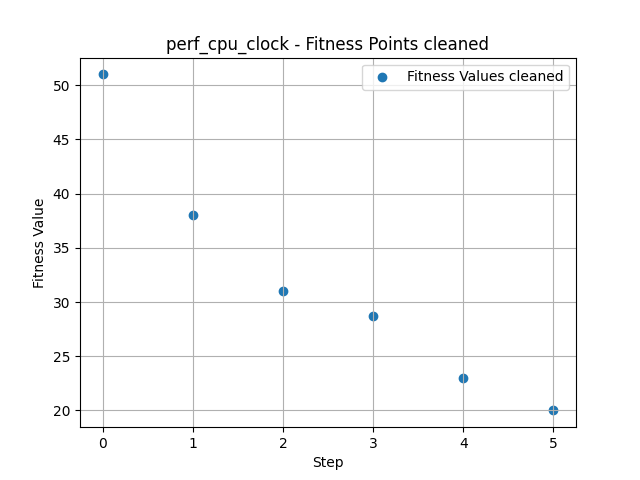 perf_cpu_clock - Fitness Points cleaned
Fitness Values cleaned
Fitness Value
50
45
40
35
30
25
20
0 1 2 3 4 5
Step